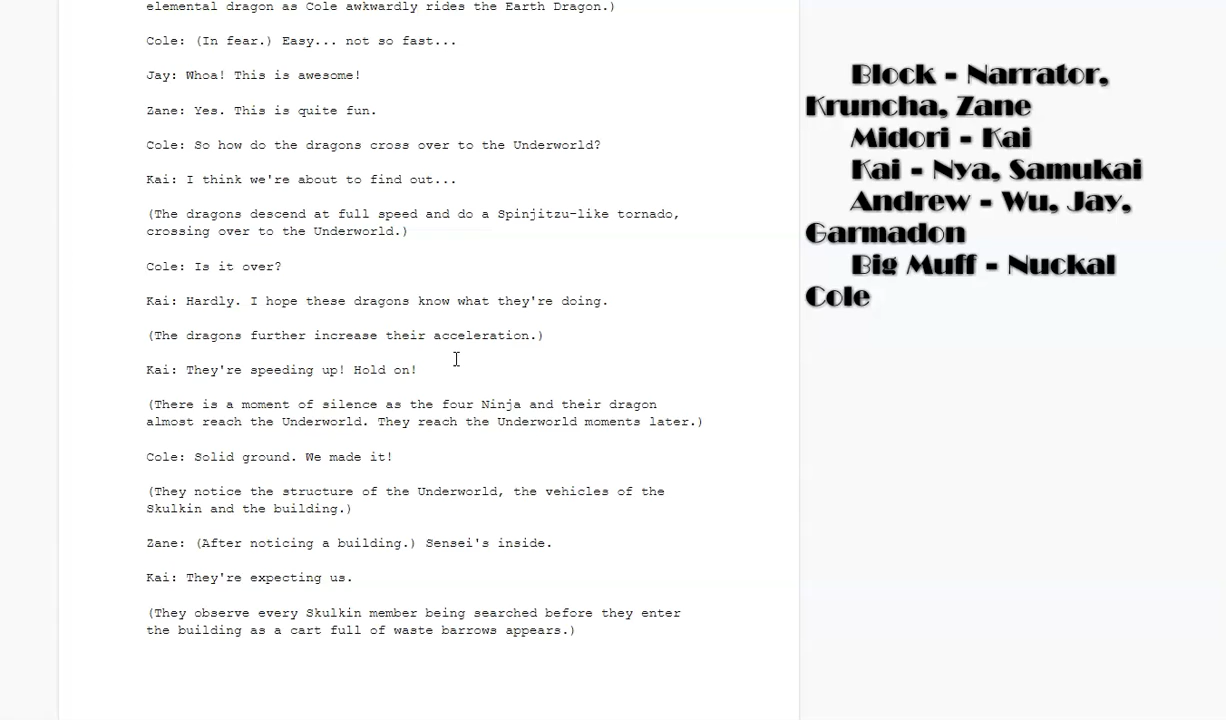 elemental dragon as Cole awkwardly rides the Earth Dragon.)
Cole: (In fear.) Easy... not so fast...
Jay: Whoa! This is awesome!
Zane: Yes. This is quite fun.
Cole: So how do the dragons cross over to the Underworld?
Kai: I think we're about to find out...
(The dragons descend at full speed and do a Spinjitzu-like tornado,
crossing over to the Underworld.)
Cole: Is it over?
Kai: Hardly. I hope these dragons know what they're doing.
(The dragons further increase their acceleration.)
Kai: They're speeding up! Hold on!
(There is a moment of silence as the four Ninja and their dragon
almost reach the Underworld. They reach the Underworld moments later.)
Cole: Solid ground. We made it!
(They notice the structure of the Underworld, the vehicles of the
Skulkin and the building.)
Zane: (After noticing a building.) Sensei's inside.
Kai: They're expecting us.
(They observe every Skulkin member being searched before they enter
the building as a cart full of waste barrows appears.)
Block - Narrator,
Kruncha, Zane
Midori - Kai
Kai - Nya, Samukai
Andrew - Wu, Jay,
Garmadon
Big Muff - Nuckal
Cole